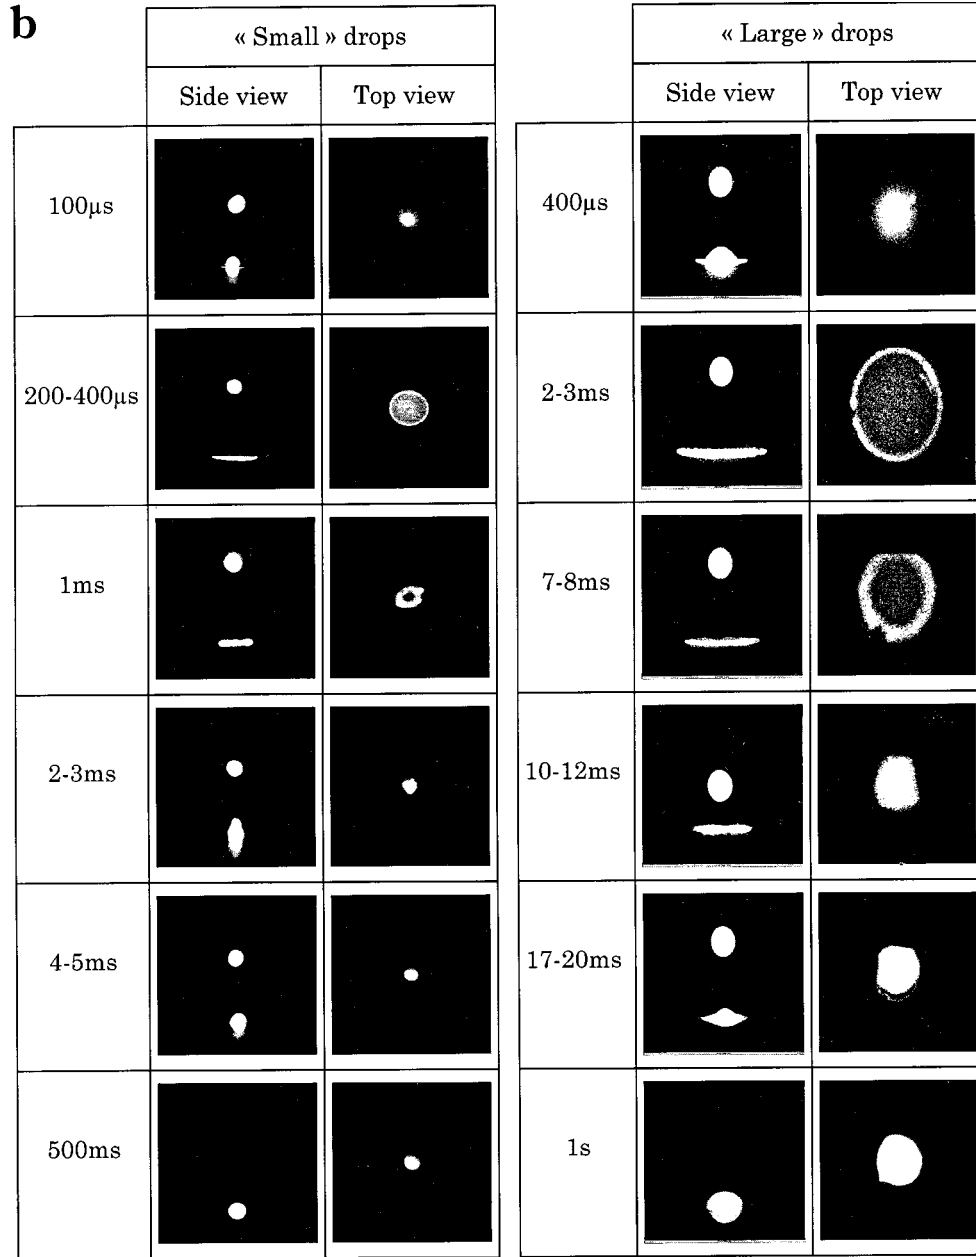 b
« Small » drops
Side view Top view
100µs
200-400µs
1ms
2-3ms
4-5ms
500ms
« Large » drops
Side view Top view
400µs
2-3ms
7-8ms
10-12ms
17-20ms
1s